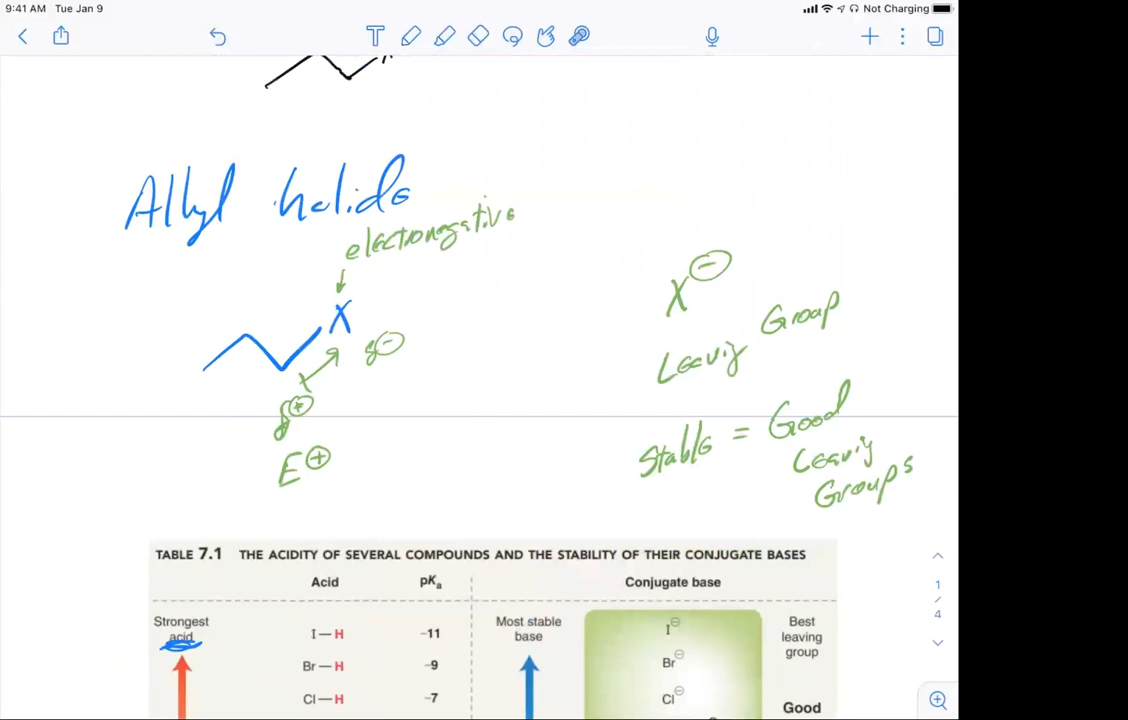 9:41 AM Tue Jan 9
Not Charging
Alkyl halide
electronegative
X
δ⊖
δ⊕
E⊕
X⊖
Leaving Group
Stable = Good
Leaving
Groups
TABLE 7.1 THE ACIDITY OF SEVERAL COMPOUNDS AND THE STABILITY OF THEIR CONJUGATE BASES
Acid pKa Conjugate base
Strongest
acid
I—H -11
Most stable
base
I⊖
Best
leaving
group
Br—H -9 Br⊖
Cl—H -7 Cl⊖
Good
1
/
4